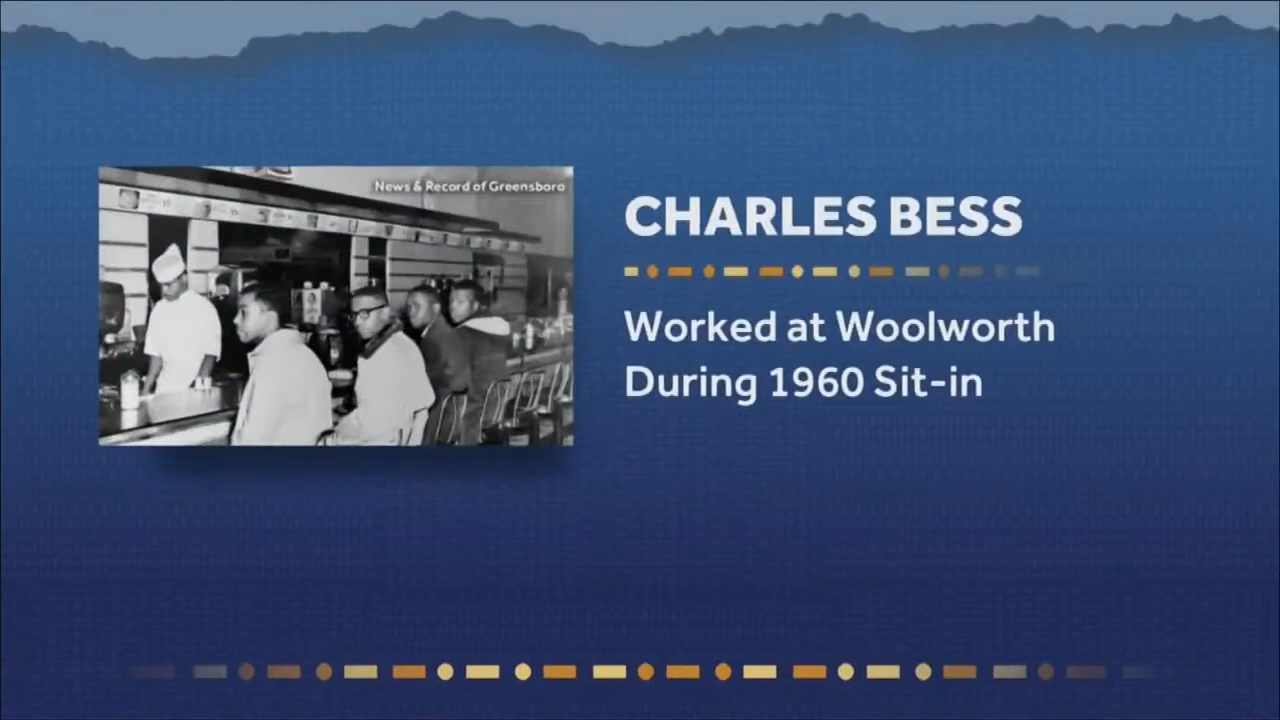 News & Record of Greensboro
CHARLES BESS
Worked at Woolworth
During 1960 Sit-in